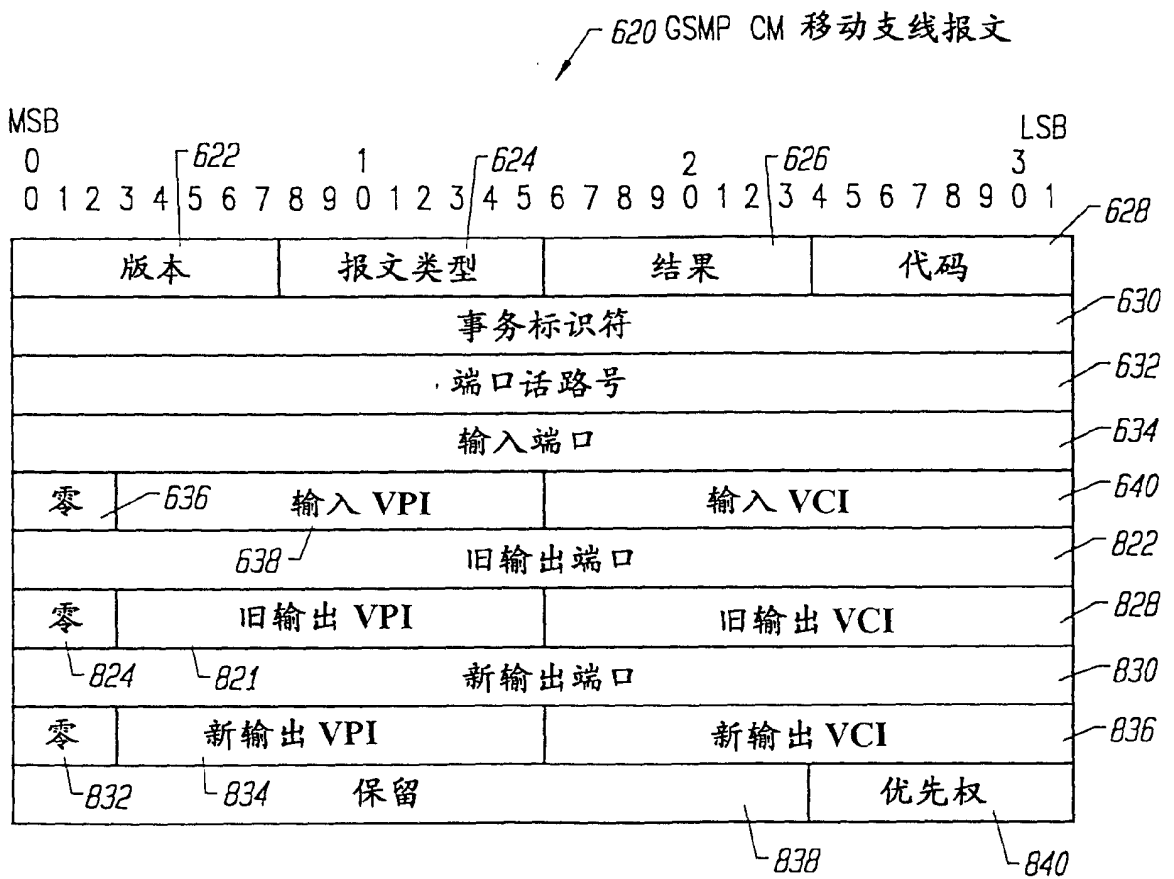 620 GSMP CM 移动支线报文
MSB LSB
0 1 2 3
622 624 626
0 1 2 3 4 5 6 7 8 9 0 1 2 3 4 5 6 7 8 9 0 1 2 3 4 5 6 7 8 9 0 1
628
版本 报文类型 结果 代码
事务标识符 630
端口话路号 632
输入端口 634
零 636 输入 VPI 输入 VCI 640
638 旧输出端口 822
零 旧输出 VPI 旧输出 VCI 828
824 821 新输出端口 830
零 新输出 VPI 新输出 VCI 836
832 834 保留 优先权
838 840